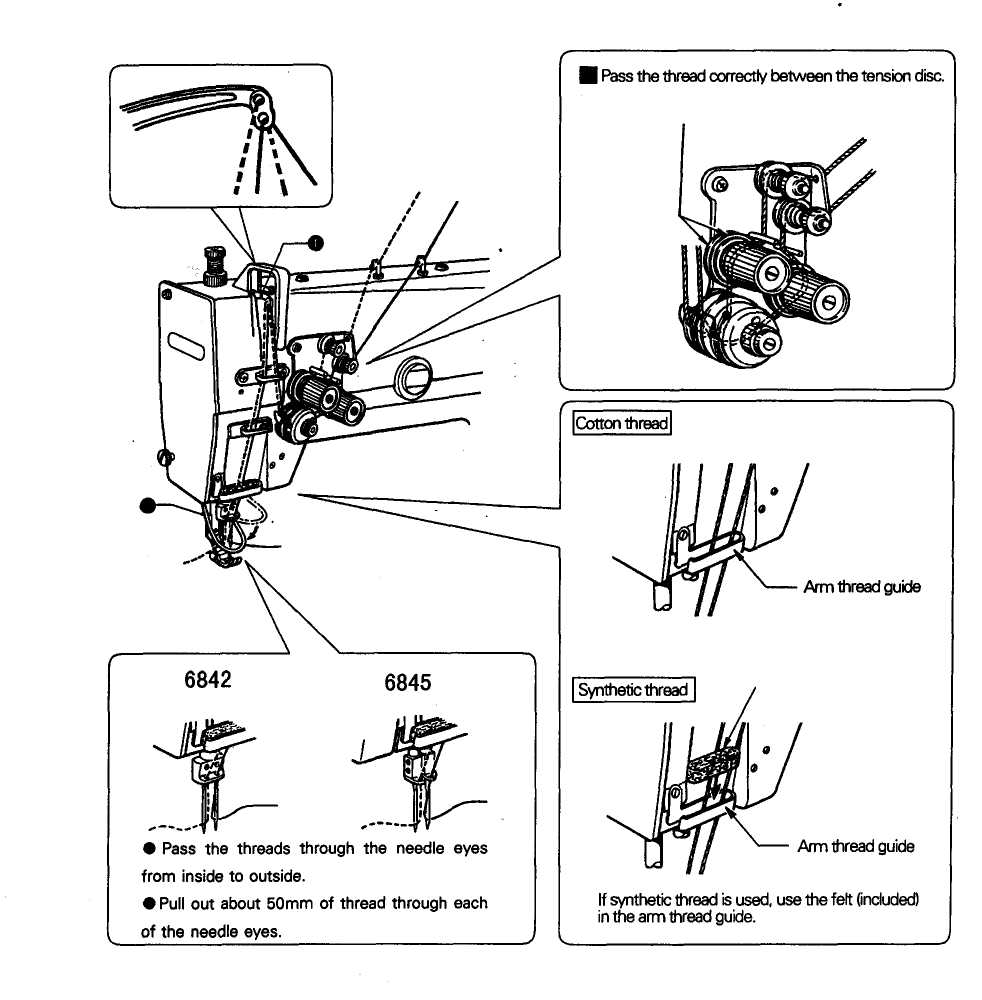 ■ Pass the thread correctly between the tension disc.
Cotton thread
Arm thread guide
Synthetic thread
Arm thread guide
If synthetic thread is used, use the felt (included)
in the arm thread guide.
6842
6845
● Pass the threads through the needle eyes
from inside to outside.
● Pull out about 50mm of thread through each
of the needle eyes.